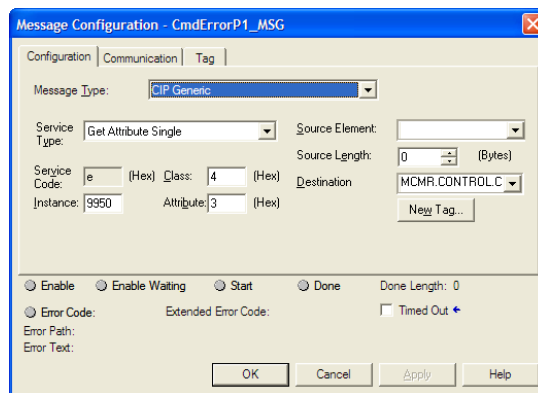 Message Configuration - CmdErrorP1_MSG
Configuration Communication Tag
Message Type: CIP Generic
Service Type: Get Attribute Single
Source Element:
Source Length: 0 (Bytes)
Service Code: e (Hex) Class: 4 (Hex)
Destination MCMR.CONTROL.C
Instance: 9950 Attribute: 3 (Hex)
New Tag...
Enable Enable Waiting Start Done Done Length: 0
Error Code: Extended Error Code: Timed Out
Error Path:
Error Text:
OK Cancel Apply Help